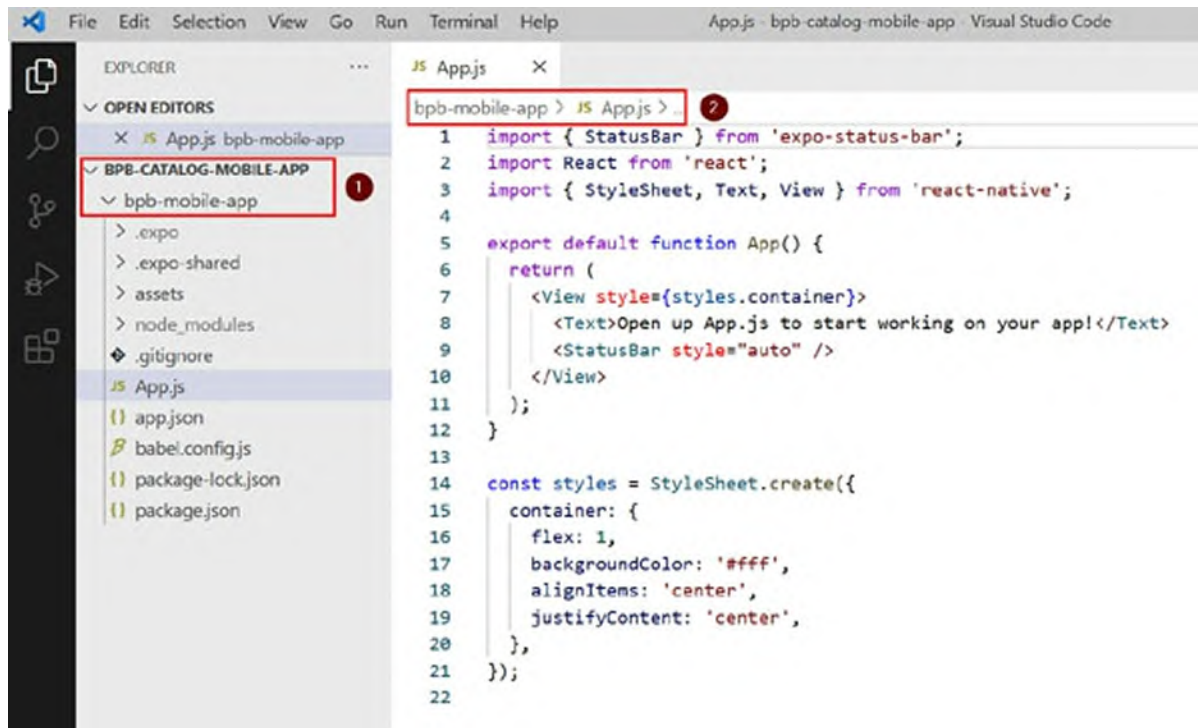 File Edit Selection View Go Run Terminal Help App.js - bpb-catalog-mobile-app - Visual Studio Code
EXPLORER ...
OPEN EDITORS
JS App.js bpb-mobile-app
BPB-CATALOG-MOBILE-APP
1
bpb-mobile-app
.expo
.expo-shared
assets
node_modules
.gitignore
JS App.js
{} app.json
babel.config.js
{} package-lock.json
{} package.json
JS App.js
bpb-mobile-app > JS App.js > ...
2
1 import { StatusBar } from 'expo-status-bar';
2 import React from 'react';
3 import { StyleSheet, Text, View } from 'react-native';
4
5 export default function App() {
6 return (
7 <View style={styles.container}>
8 <Text>Open up App.js to start working on your app!</Text>
9 <StatusBar style="auto" />
10 </View>
11 );
12 }
13
14 const styles = StyleSheet.create({
15 container: {
16 flex: 1,
17 backgroundColor: '#fff',
18 alignItems: 'center',
19 justifyContent: 'center',
20 },
21 });
22